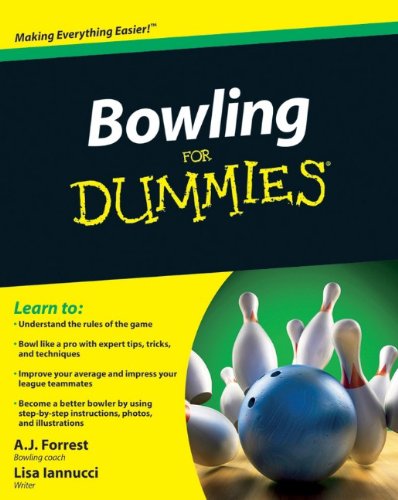 Making Everything Easier!™
Bowling
FOR
DUMMIES®
Learn to:
• Understand the rules of the game
• Bowl like a pro with expert tips, tricks,
and techniques
• Improve your average and impress your
league teammates
• Become a better bowler by using
step-by-step instructions, photos,
and illustrations
A.J. Forrest
Bowling coach
Lisa Iannucci
Writer